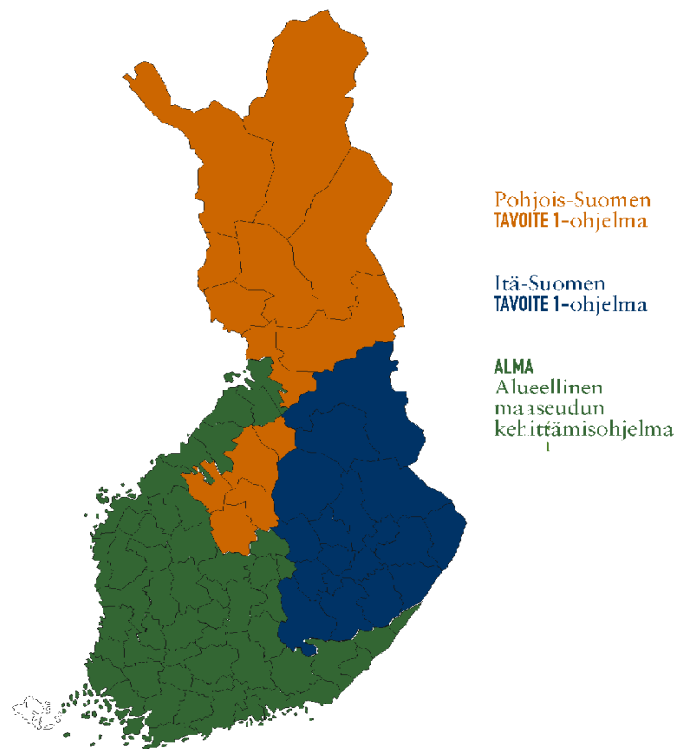 Pohjois-Suomen
TAVOITE 1-ohjelma
Itä-Suomen
TAVOITE 1-ohjelma
ALMA
Alueellinen
maaseudun
kehittämisohjelma